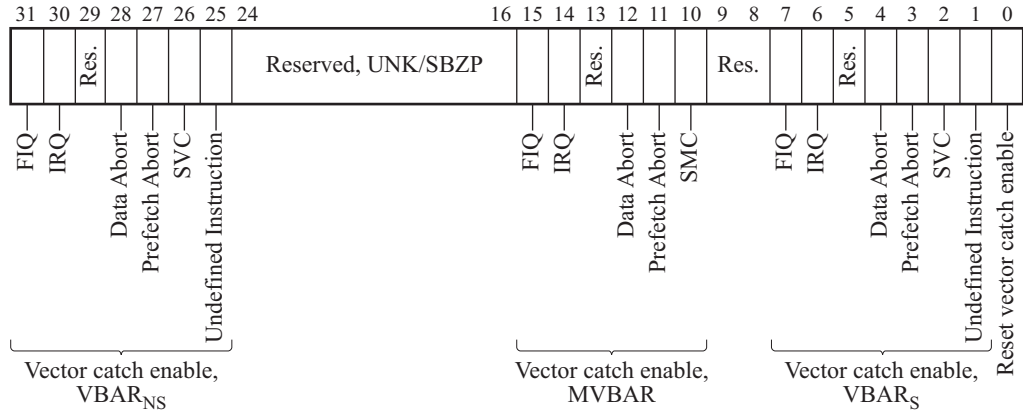 31 30 29 28 27 26 25 24 16 15 14 13 12 11 10 9 8 7 6 5 4 3 2 1 0
Res. Reserved, UNK/SBZP Res. Res. Res.
FIQ
IRQ
Data Abort
Prefetch Abort
SVC
Undefined Instruction
FIQ
IRQ
Data Abort
Prefetch Abort
SMC
FIQ
IRQ
Data Abort
Prefetch Abort
SVC
Undefined Instruction
Reset vector catch enable
Vector catch enable,
VBARNS
Vector catch enable,
MVBAR
Vector catch enable,
VBARS